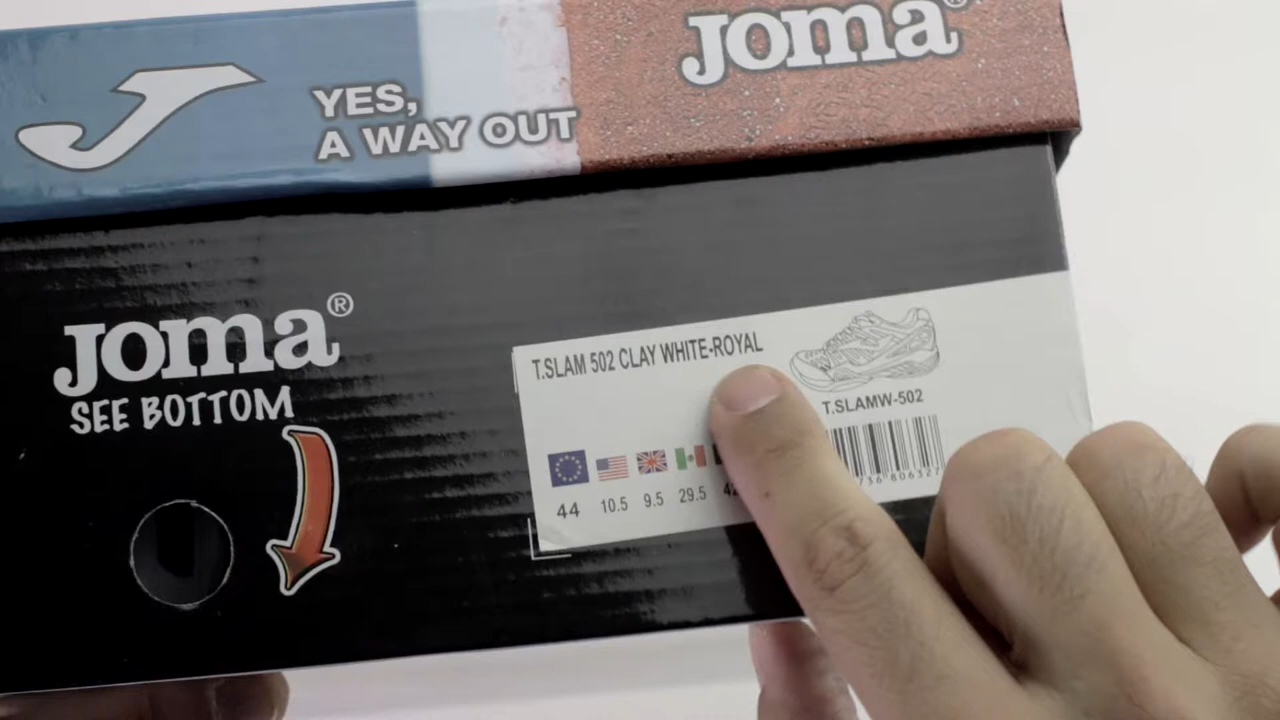 Joma®
YES,
A WAY OUT
Joma®
SEE BOTTOM
T.SLAM 502 CLAY WHITE-ROYAL
T.SLAMW-502
44 10.5 9.5 29.5